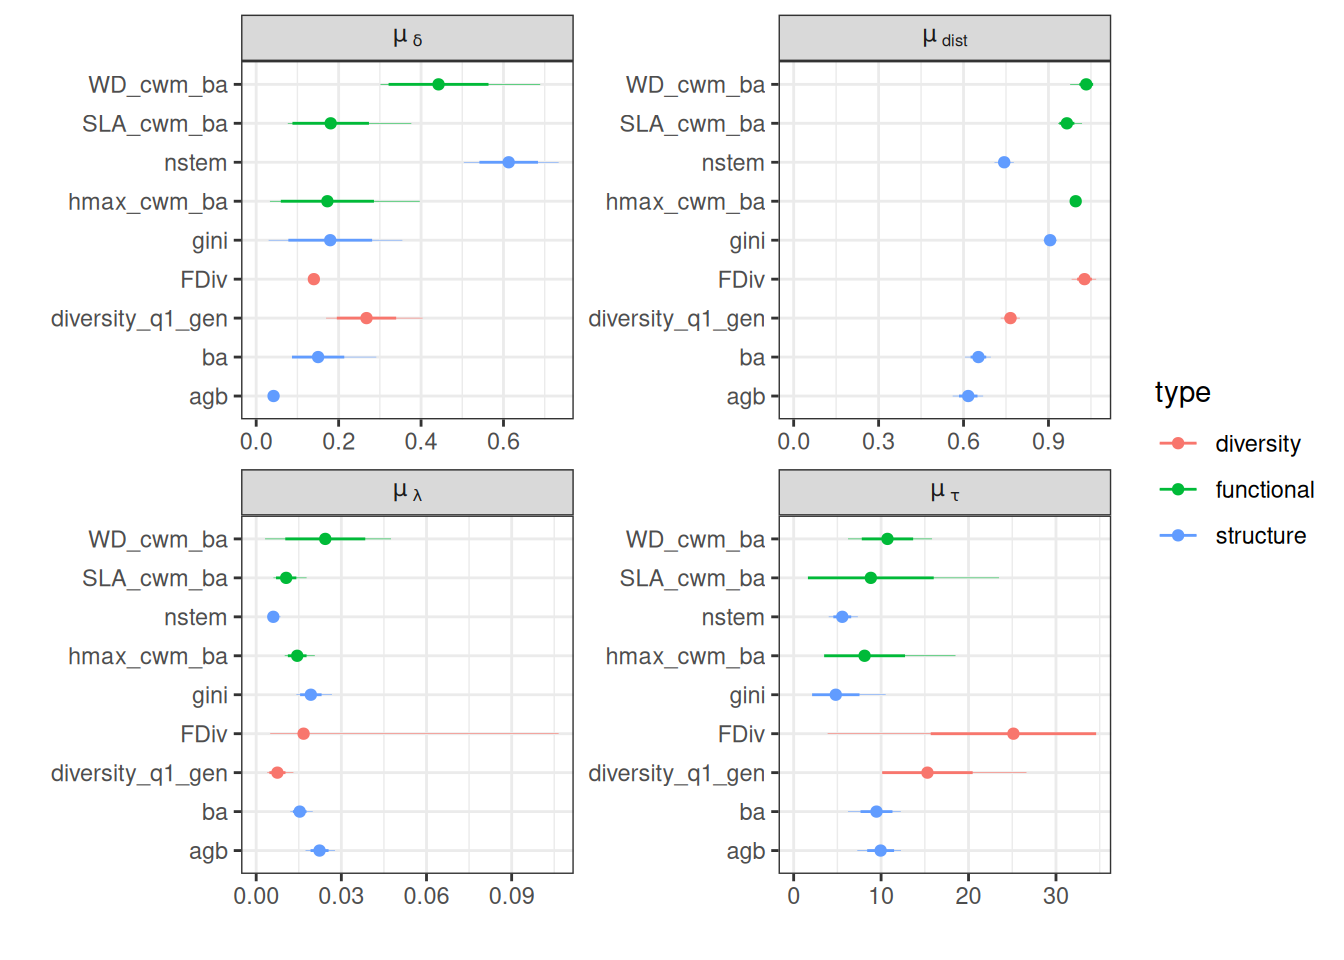 μ δ
WD_cwm_ba
SLA_cwm_ba
nstem
hmax_cwm_ba
gini
FDiv
diversity_q1_gen
ba
agb
0.0 0.2 0.4 0.6
μ dist
WD_cwm_ba
SLA_cwm_ba
nstem
hmax_cwm_ba
gini
FDiv
diversity_q1_gen
ba
agb
0.0 0.3 0.6 0.9
μ λ
WD_cwm_ba
SLA_cwm_ba
nstem
hmax_cwm_ba
gini
FDiv
diversity_q1_gen
ba
agb
0.00 0.03 0.06 0.09
μ τ
WD_cwm_ba
SLA_cwm_ba
nstem
hmax_cwm_ba
gini
FDiv
diversity_q1_gen
ba
agb
0 10 20 30
type
diversity
functional
structure